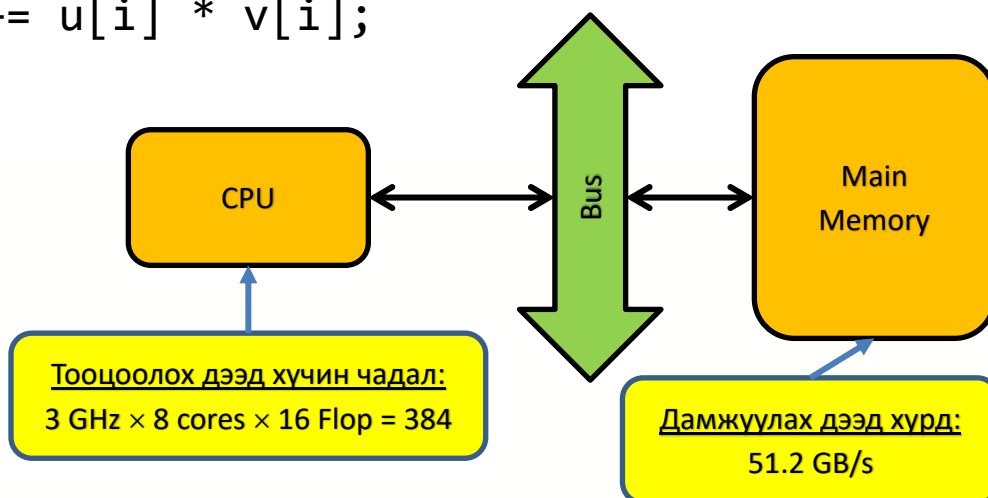 += u[i] * v[i];
CPU
Bus
Main
Memory
Тооцоолох дээд хүчин чадал:
3 GHz × 8 cores × 16 Flop = 384
Дамжуулах дээд хурд:
51.2 GB/s